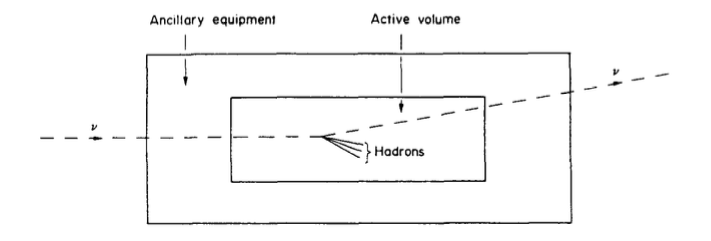 Ancillary equipment
Active volume
ν
ν
} Hadrons